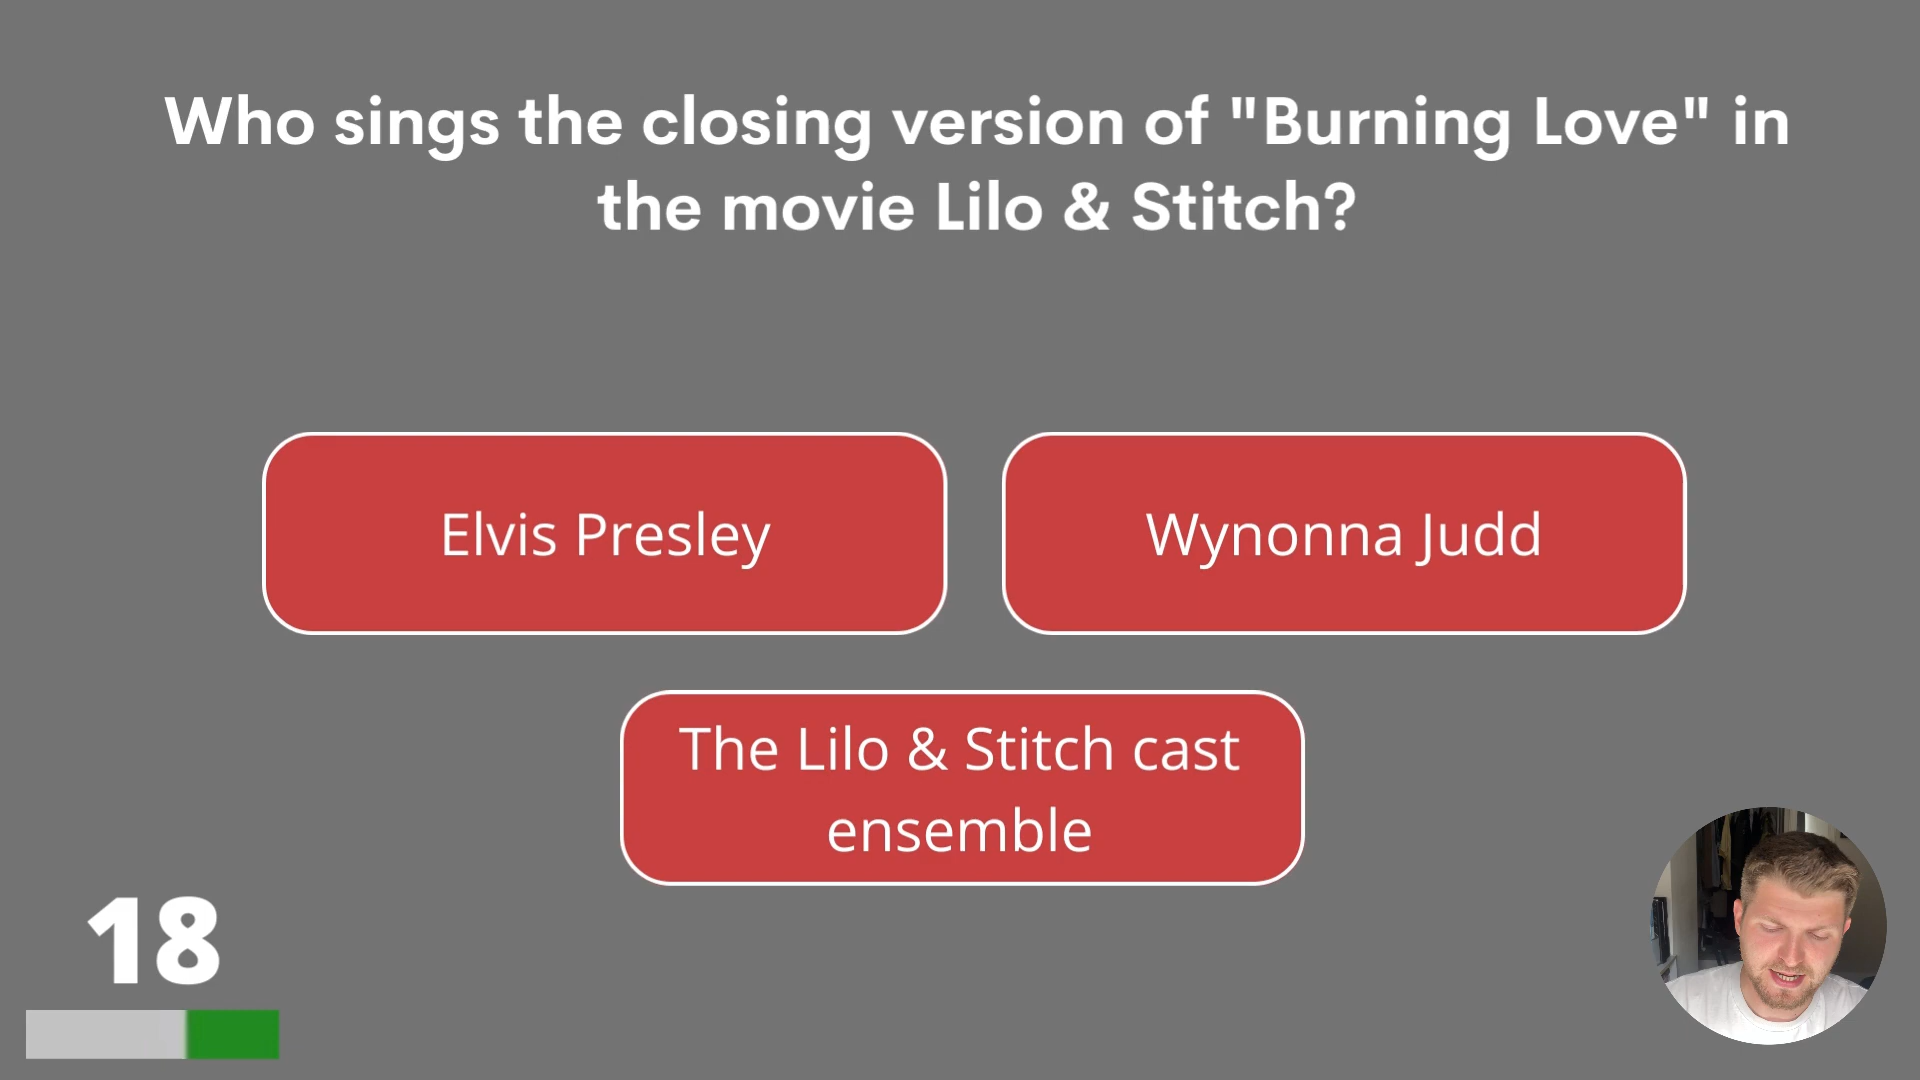 Who sings the closing version of "Burning Love" in
the movie Lilo & Stitch?
Elvis Presley
Wynonna Judd
The Lilo & Stitch cast
ensemble
18